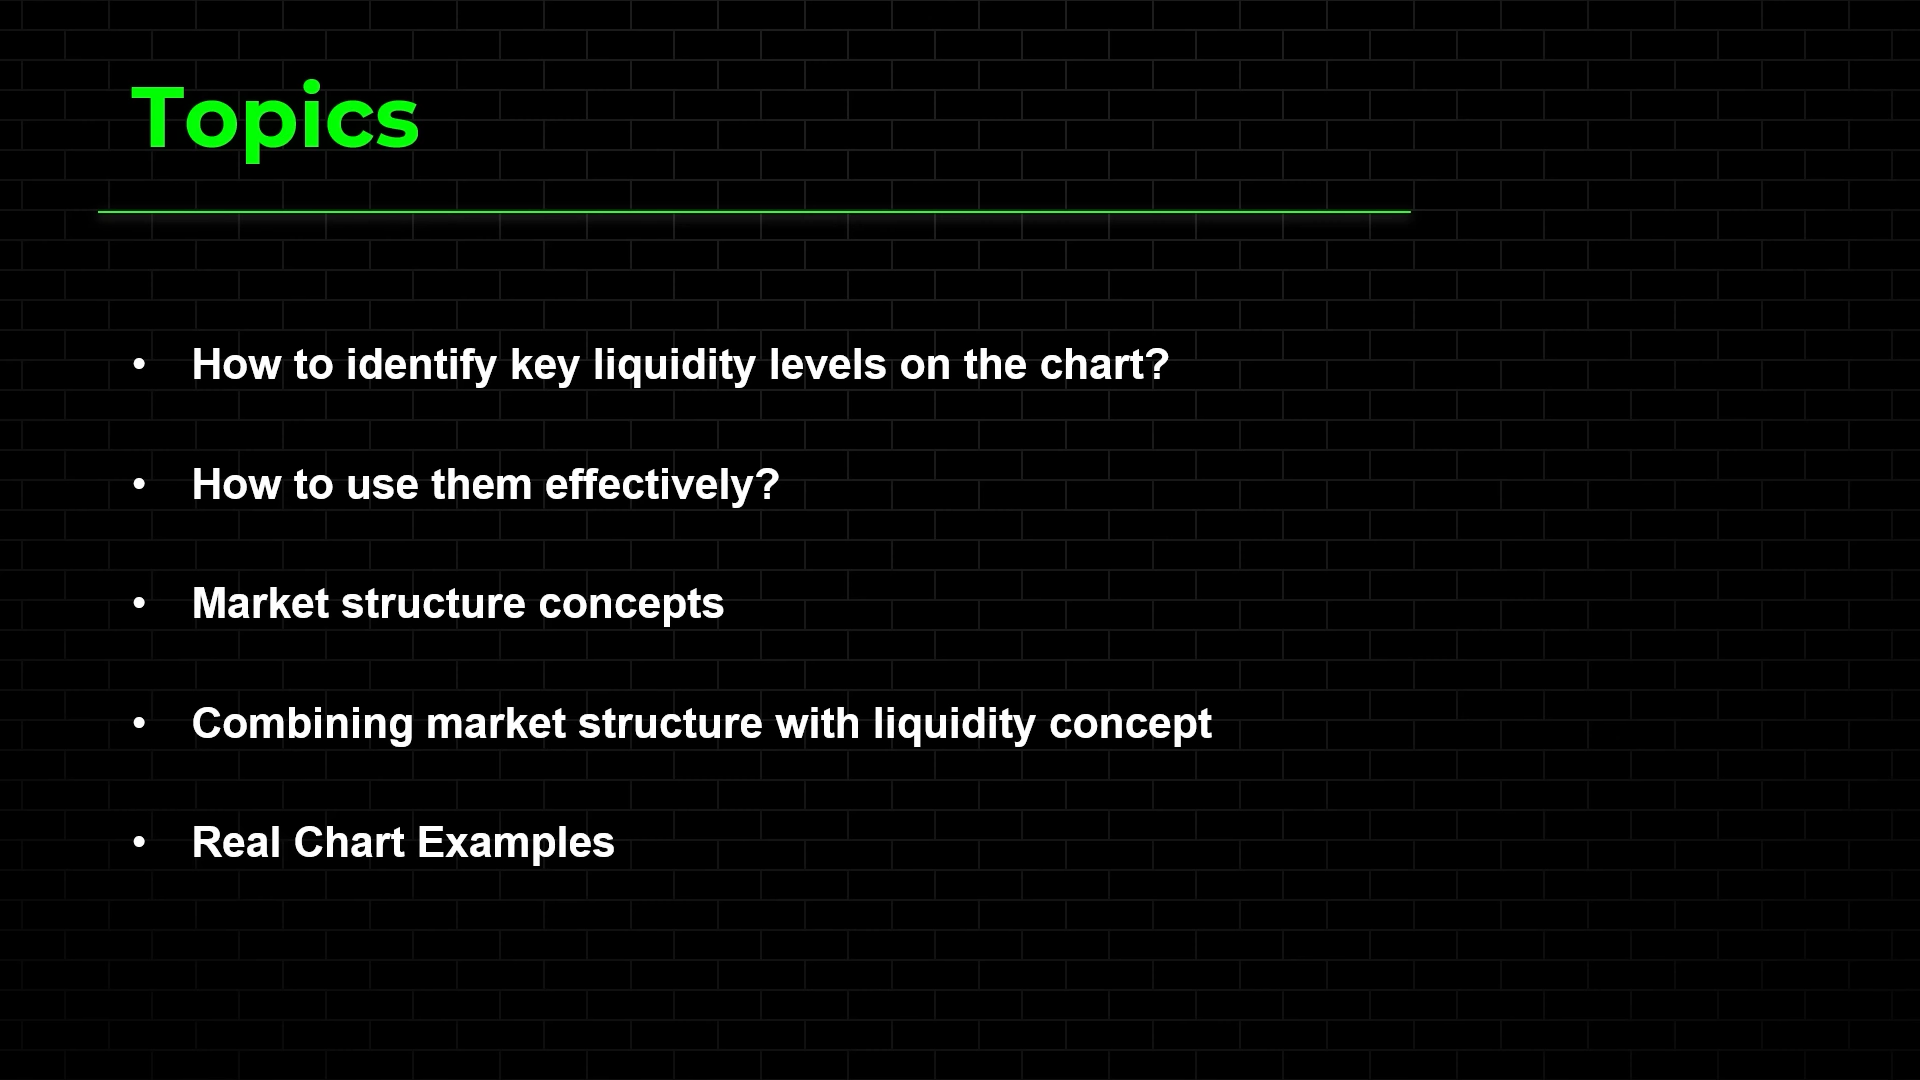 Topics
• How to identify key liquidity levels on the chart?
• How to use them effectively?
• Market structure concepts
• Combining market structure with liquidity concept
• Real Chart Examples